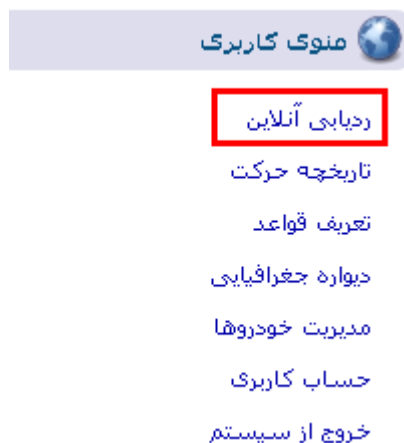 منوی کاربری
ردیابی آنلاین
تاریخچه حرکت
تعریف قواعد
دیواره جغرافیایی
مدیریت خودروها
حساب کاربری
خروج از سیستم